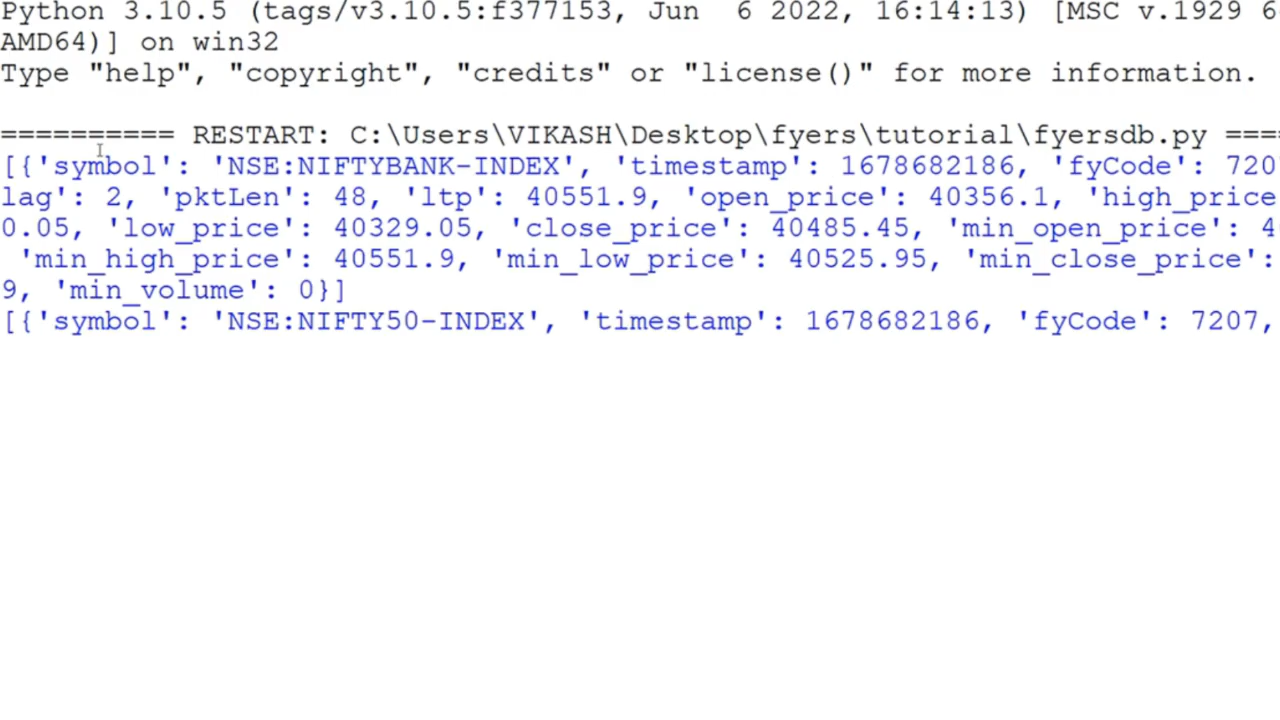 Python 3.10.5 (tags/v3.10.5:f377153, Jun  6 2022, 16:14:13) [MSC v.1929 6
AMD64)] on win32
Type "help", "copyright", "credits" or "license()" for more information.
========== RESTART: C:\Users\VIKASH\Desktop\fyers\tutorial\fyersdb.py ====
[{'symbol': 'NSE:NIFTYBANK-INDEX', 'timestamp': 1678682186, 'fyCode': 720
lag': 2, 'pktLen': 48, 'ltp': 40551.9, 'open_price': 40356.1, 'high_price
0.05, 'low_price': 40329.05, 'close_price': 40485.45, 'min_open_price': 4
 'min_high_price': 40551.9, 'min_low_price': 40525.95, 'min_close_price':
9, 'min_volume': 0}]
[{'symbol': 'NSE:NIFTY50-INDEX', 'timestamp': 1678682186, 'fyCode': 7207,